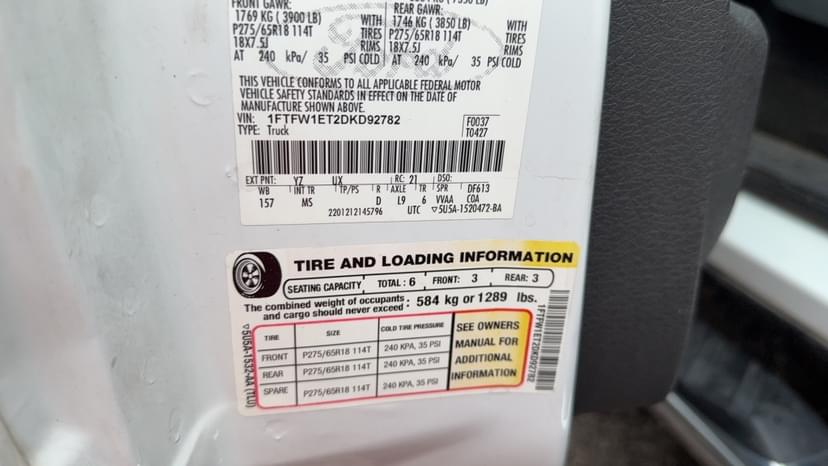 FRONT GAWR: REAR GAWR:
1769 KG ( 3900 LB) WITH 1746 KG ( 3850 LB) WITH
P275/65R18 114T TIRES P275/65R18 114T TIRES
18X7.5J RIMS 18X7.5J RIMS
AT 240 kPa/ 35 PSI COLD AT 240 kPa/ 35 PSI COLD
THIS VEHICLE CONFORMS TO ALL APPLICABLE FEDERAL MOTOR
VEHICLE SAFETY STANDARDS IN EFFECT ON THE DATE OF
MANUFACTURE SHOWN ABOVE.
VIN: 1FTFW1ET2DKD92782 F0037
TYPE: Truck T0427
EXT PNT: YZ UX RC: 21 DSO:
WB INT TR TP/PS R AXLE TR SPR DF613
157 MS D L9 6 VVAA COA
2201212145796 UTC ▽5U5A-1520472-BA
TIRE AND LOADING INFORMATION
SEATING CAPACITY TOTAL: 6 FRONT: 3 REAR: 3
The combined weight of occupants
and cargo should never exceed : 584 kg or 1289 lbs.
TIRE SIZE COLD TIRE PRESSURE
FRONT P275/65R18 114T 240 KPA, 35 PSI
REAR P275/65R18 114T 240 KPA, 35 PSI
SPARE P275/65R18 114T 240 KPA, 35 PSI
SEE OWNERS
MANUAL FOR
ADDITIONAL
INFORMATION
1FTFW1ET2DKD92782